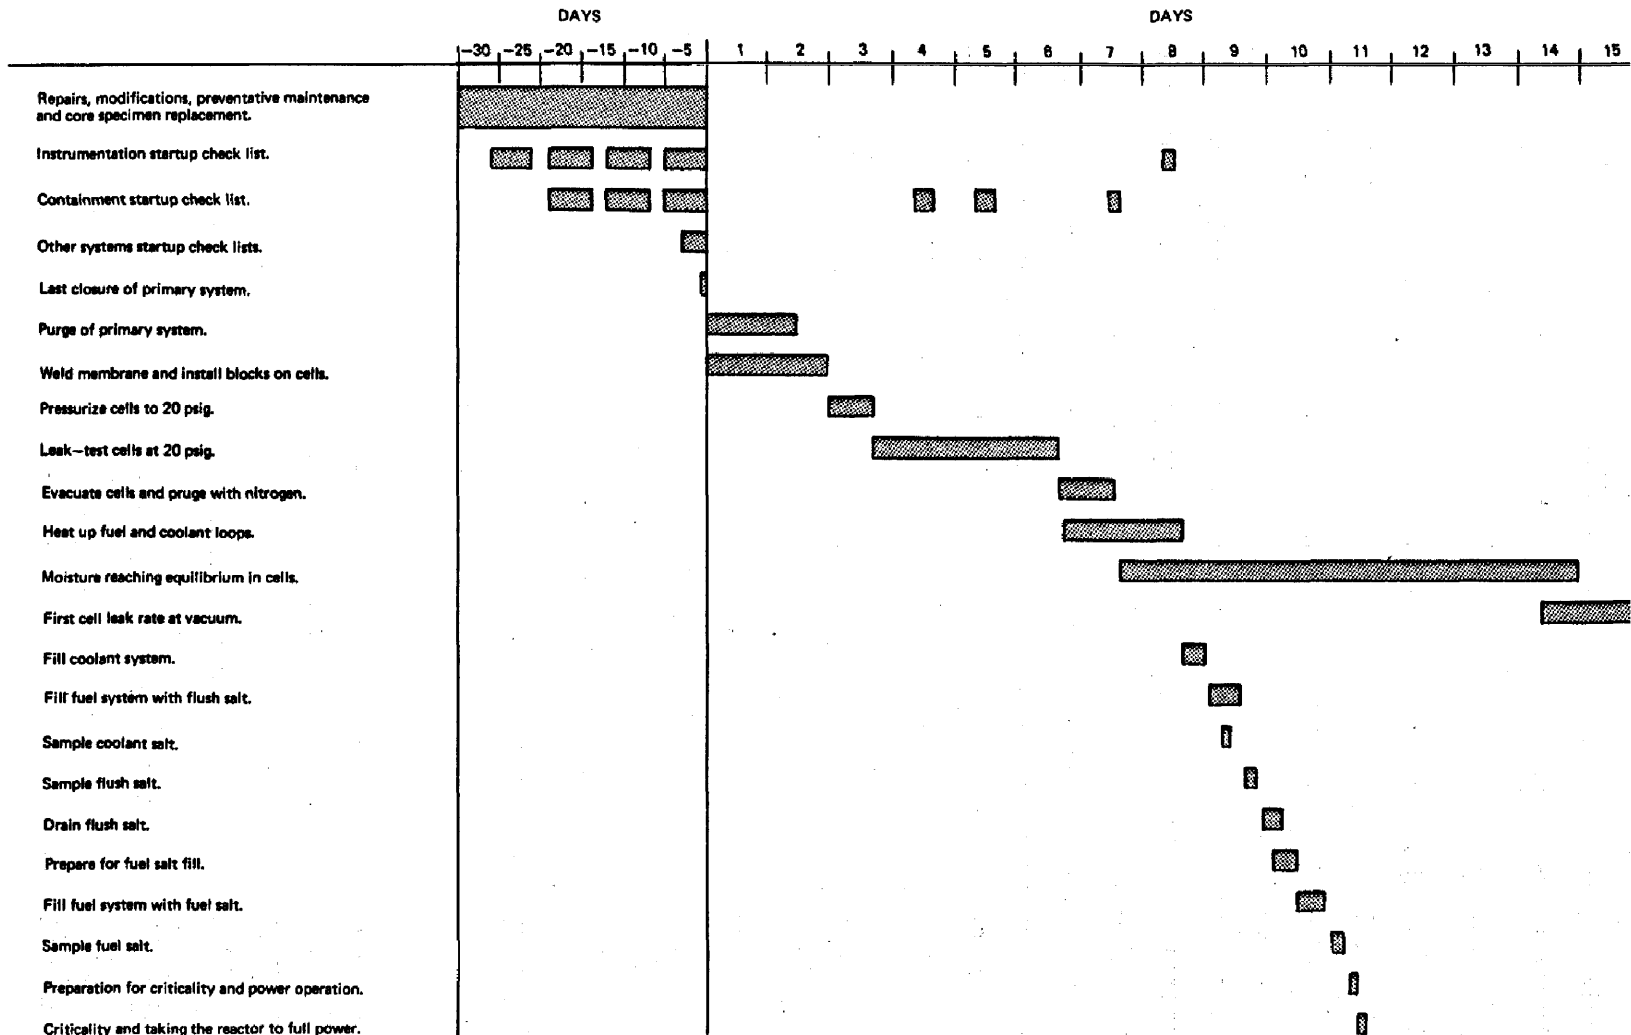 DAYS DAYS
-30 -25 -20 -15 -10 -5 1 2 3 4 5 6 7 8 9 10 11 12 13 14 15
Repairs, modifications, preventative maintenance
and core specimen replacement.
Instrumentation startup check list.
Containment startup check list.
Other systems startup check lists.
Last closure of primary system.
Purge of primary system.
Weld membrane and install blocks on cells.
Pressurize cells to 20 psig.
Leak-test cells at 20 psig.
Evacuate cells and pruge with nitrogen.
Heat up fuel and coolant loops.
Moisture reaching equilibrium in cells.
First cell leak rate at vacuum.
Fill coolant system.
Fill fuel system with flush salt.
Sample coolant salt.
Sample flush salt.
Drain flush salt.
Prepare for fuel salt fill.
Fill fuel system with fuel salt.
Sample fuel salt.
Preparation for criticality and power operation.
Criticality and taking the reactor to full power.